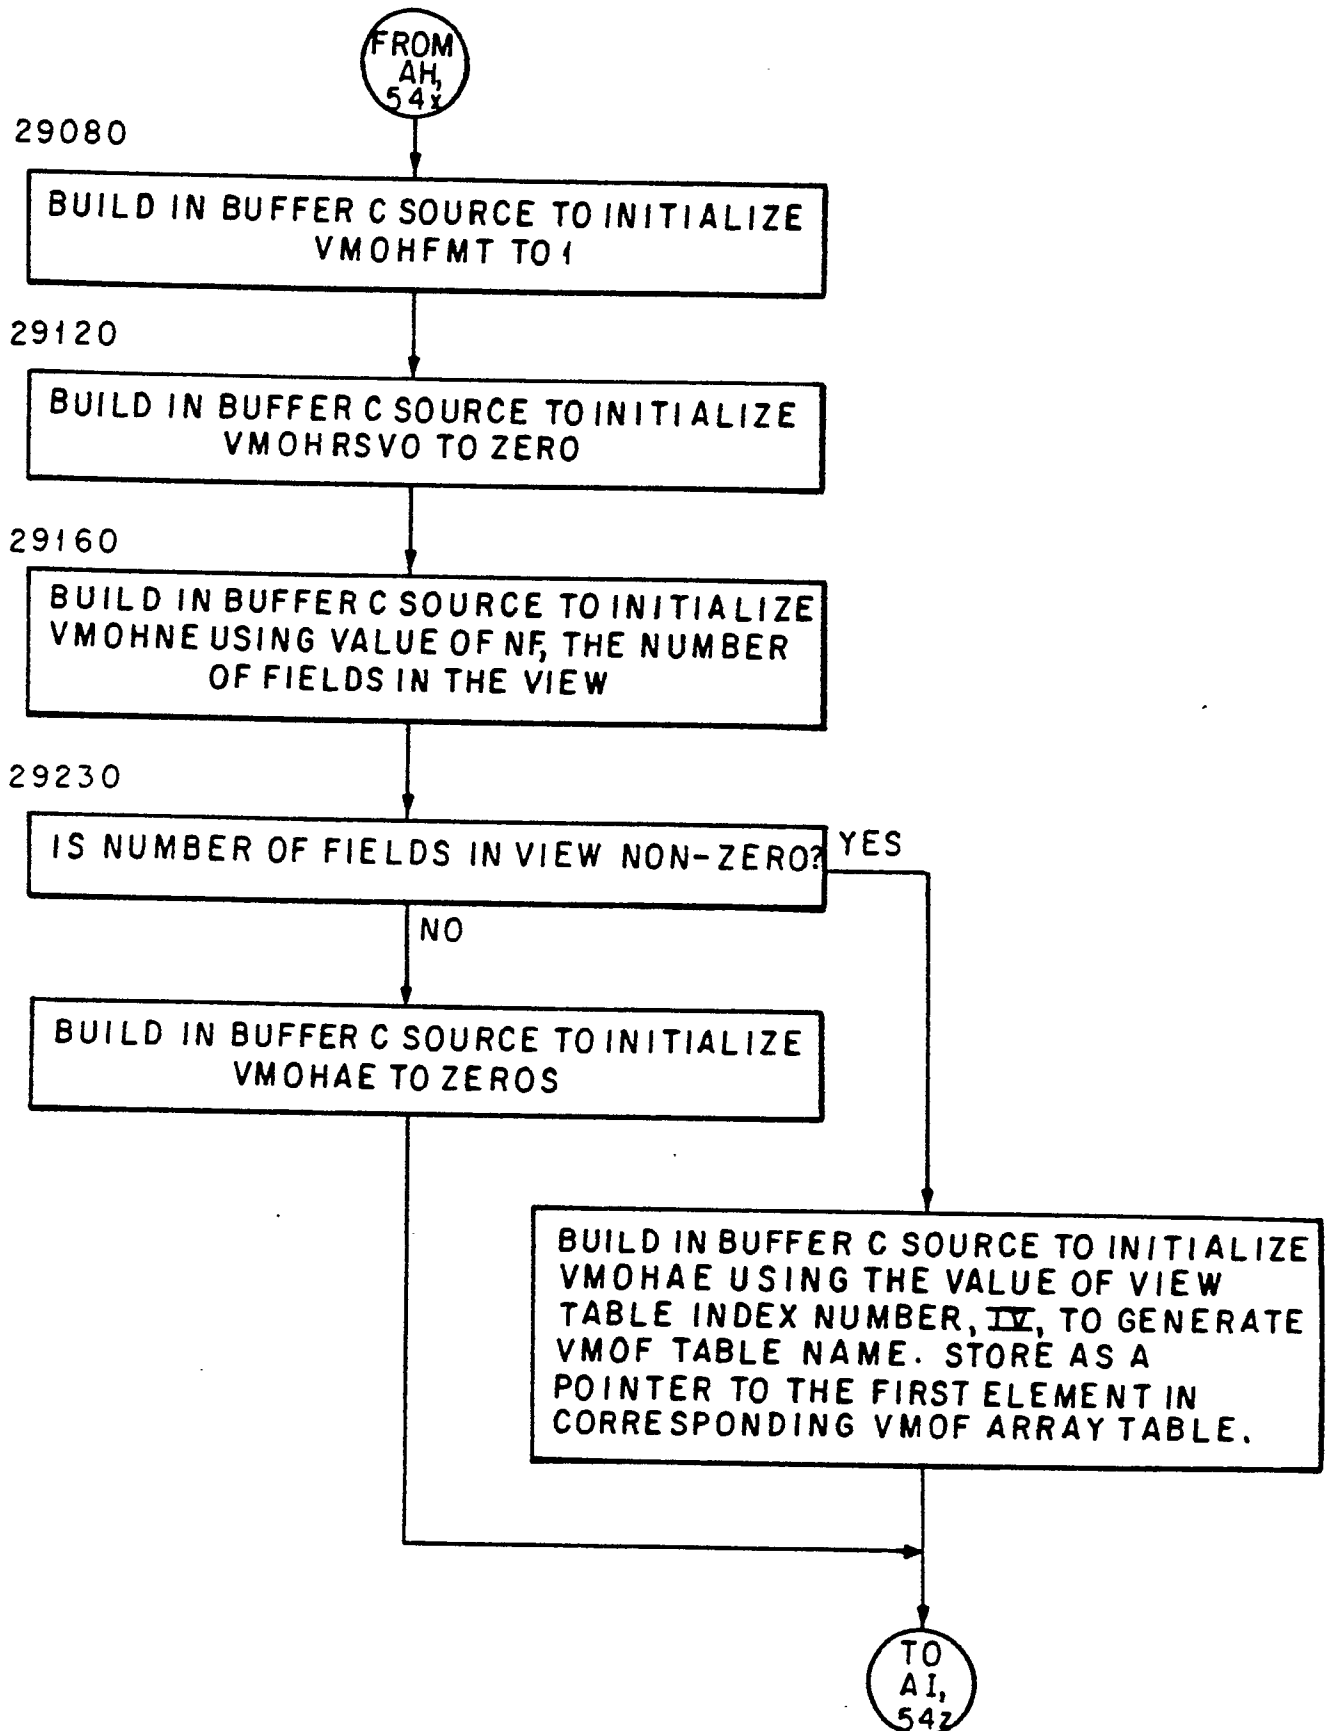 FROM
AH,
54x
29080
BUILD IN BUFFER C SOURCE TO INITIALIZE
VMOHFMT TO 1
29120
BUILD IN BUFFER C SOURCE TO INITIALIZE
VMOHRSVO TO ZERO
29160
BUILD IN BUFFER C SOURCE TO INITIALIZE
VMOHNE USING VALUE OF NF, THE NUMBER
OF FIELDS IN THE VIEW
29230
IS NUMBER OF FIELDS IN VIEW NON-ZERO?
YES
NO
BUILD IN BUFFER C SOURCE TO INITIALIZE
VMOHAE TO ZEROS
BUILD IN BUFFER C SOURCE TO INITIALIZE
VMOHAE USING THE VALUE OF VIEW
TABLE INDEX NUMBER, IV, TO GENERATE
VMOF TABLE NAME. STORE AS A
POINTER TO THE FIRST ELEMENT IN
CORRESPONDING VMOF ARRAY TABLE.
TO
AI,
54z